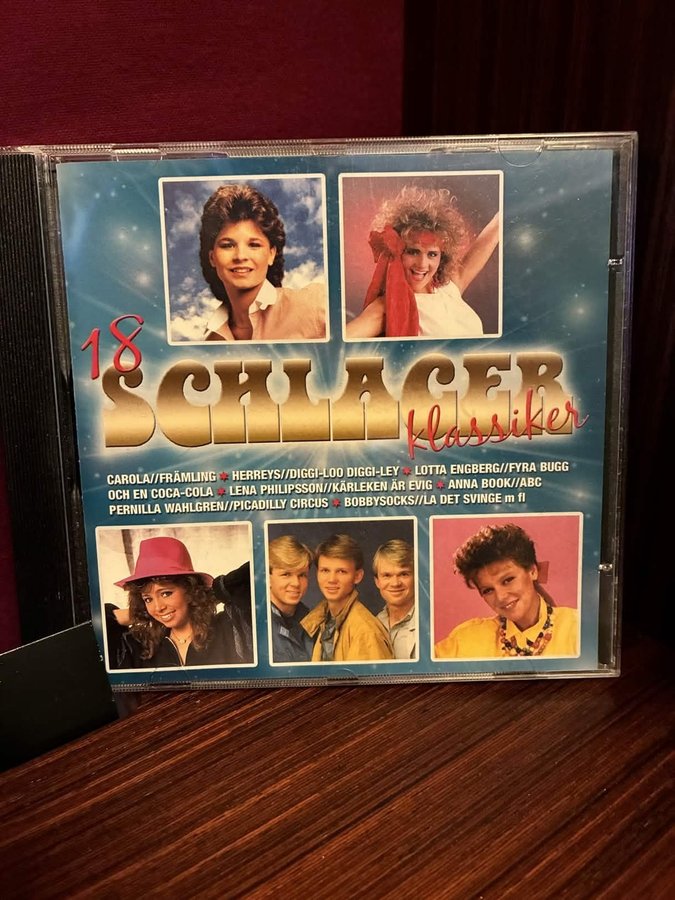 18
SCHLAGER
klassiker
CAROLA//FRÄMLING * HERREYS//DIGGI-LOO DIGGI-LEY * LOTTA ENGBERG//FYRA BUGG
OCH EN COCA-COLA * LENA PHILIPSSON//KÄRLEKEN ÄR EVIG * ANNA BOOK//ABC
PERNILLA WAHLGREN//PICADILLY CIRCUS * BOBBYSOCKS//LA DET SVINGE m fl